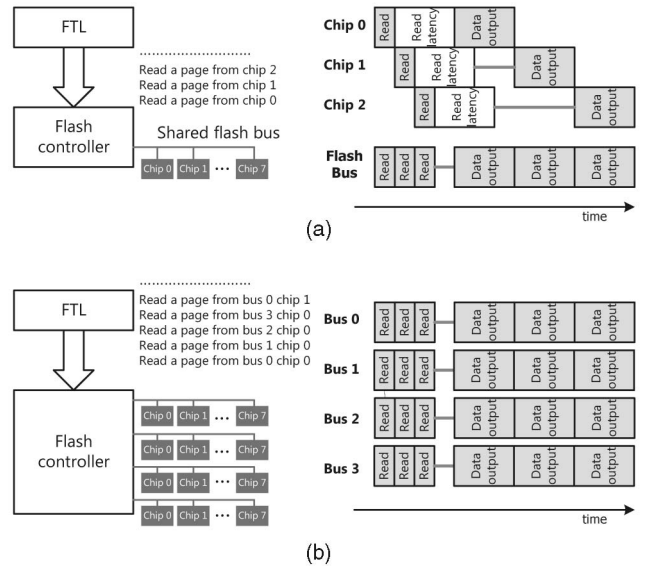 FTL
..............................
Read a page from chip 2
Read a page from chip 1
Read a page from chip 0
Flash
controller
Shared flash bus
Chip 0 Chip 1 ••• Chip 7
Chip 0
Read
Read
latency
Data
output
Chip 1
Read
Read
latency
Data
output
Chip 2
Read
Read
latency
Data
output
Flash
Bus
Read Read Read
Data
output
Data
output
Data
output
time
(a)
FTL
..............................
Read a page from bus 0 chip 1
Read a page from bus 3 chip 0
Read a page from bus 2 chip 0
Read a page from bus 1 chip 0
Read a page from bus 0 chip 0
Flash
controller
Chip 0 Chip 1 ••• Chip 7
Chip 0 Chip 1 ••• Chip 7
Chip 0 Chip 1 ••• Chip 7
Chip 0 Chip 1 ••• Chip 7
Bus 0
Read Read Read
Data
output
Data
output
Data
output
Bus 1
Read Read Read
Data
output
Data
output
Data
output
Bus 2
Read Read Read
Data
output
Data
output
Data
output
Bus 3
Read Read Read
Data
output
Data
output
Data
output
time
(b)